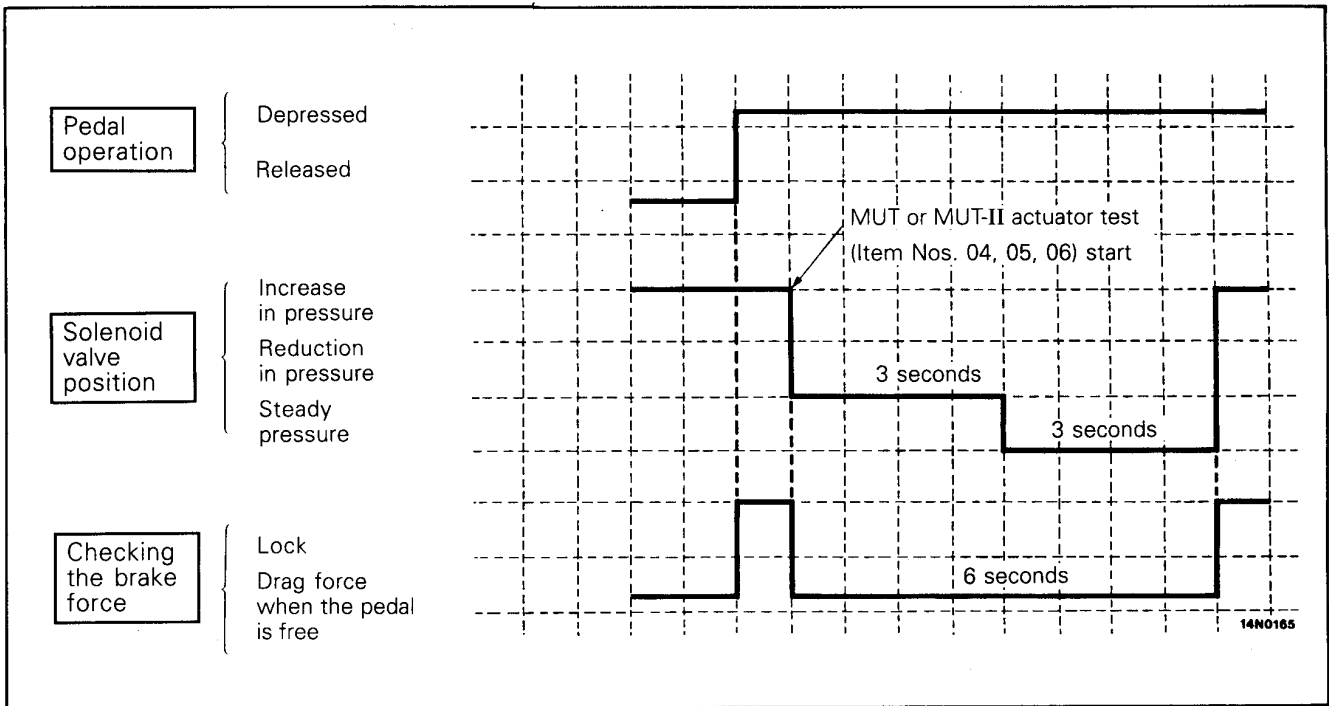 Pedal
operation
Depressed
Released
MUT or MUT-II actuator test
(Item Nos. 04, 05, 06) start
Solenoid
valve
position
Increase
in pressure
Reduction
in pressure
Steady
pressure
3 seconds
3 seconds
Checking
the brake
force
Lock
Drag force
when the pedal
is free
6 seconds
14N0165